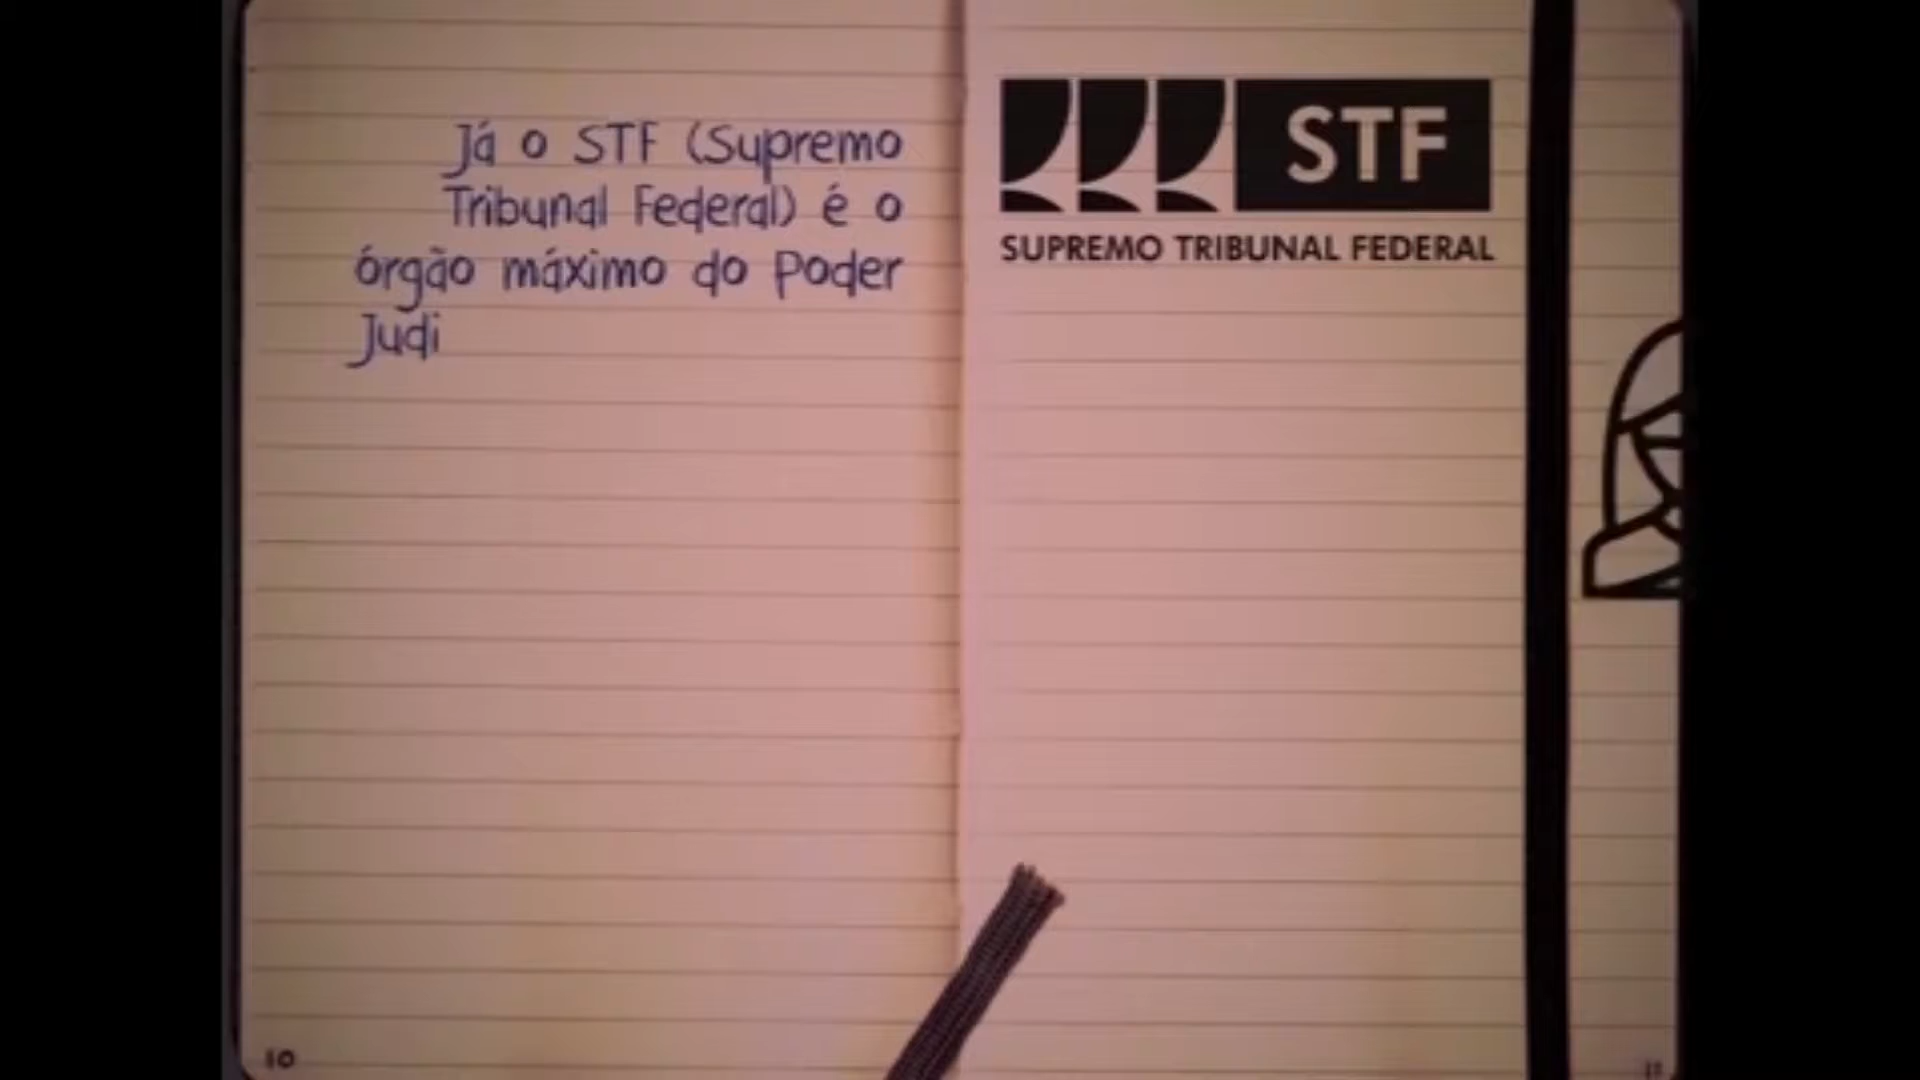 Já o STF (Supremo
Tribunal Federal) é o
órgão máximo do Poder
Judi
STF
SUPREMO TRIBUNAL FEDERAL
10
11